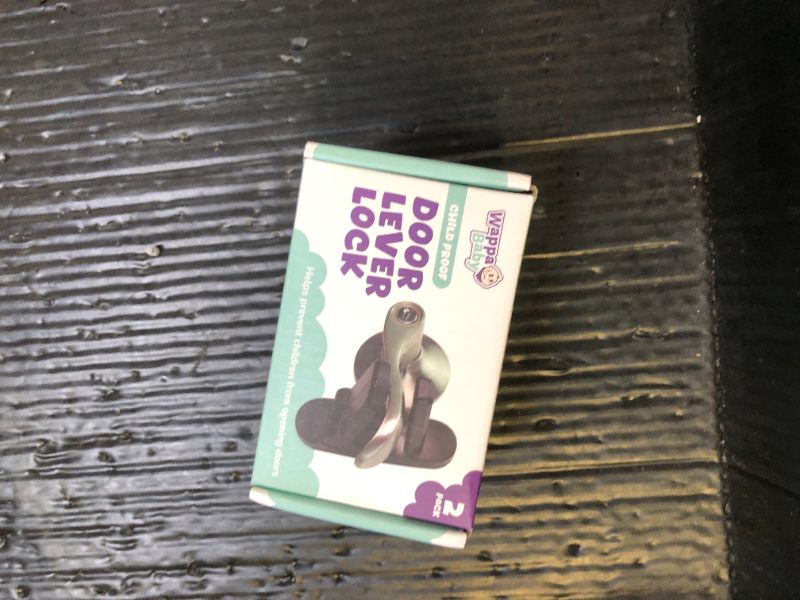 Wappa
Baby
CHILD PROOF
DOOR
LEVER
LOCK
Helps prevent children from opening doors
2
PACK